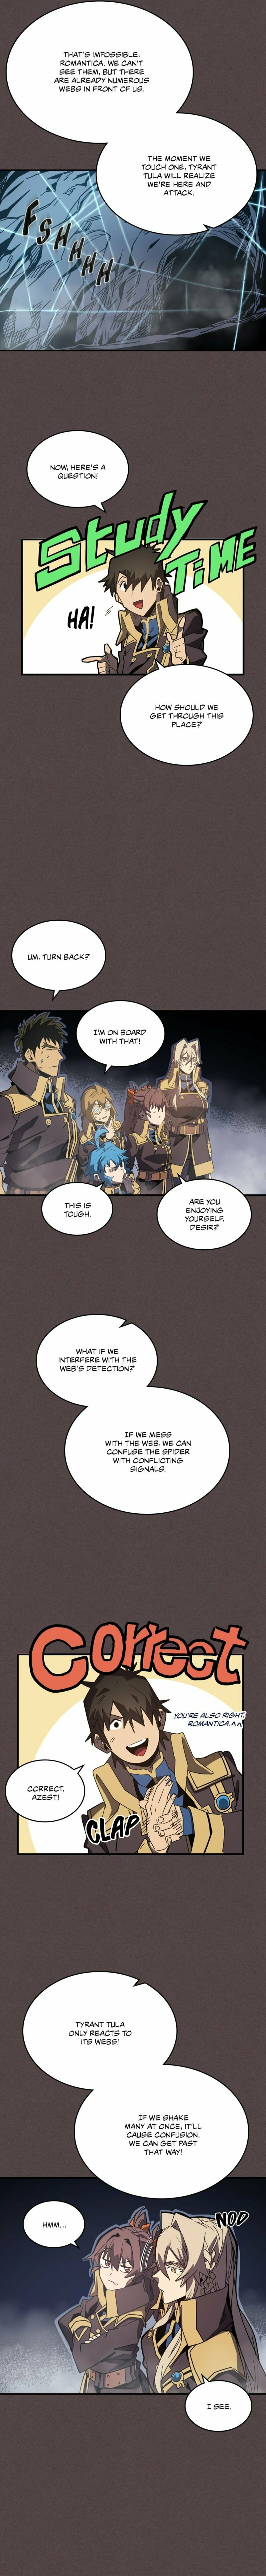 THAT'S IMPOSSIBLE,
ROMANTICA. WE CAN'T
SEE THEM, BUT THERE
ARE ALREADY NUMEROUS
WEBS IN FRONT OF US.
THE MOMENT WE
TOUCH ONE, TYRANT
TULA WILL REALIZE
WE'RE HERE AND
ATTACK.
FSHHHH
NOW, HERE'S A
QUESTION!
STUDY
TIME
HA!
HOW SHOULD WE
GET THROUGH THIS
PLACE?
UM, TURN BACK?
I'M ON BOARD
WITH THAT!
THIS IS
TOUGH.
ARE YOU
ENJOYING
YOURSELF,
DESIR?
WHAT IF WE
INTERFERE WITH THE
WEB'S DETECTION?
IF WE MESS
WITH THE WEB, WE CAN
CONFUSE THE SPIDER
WITH CONFLICTING
SIGNALS.
Correct
YOU'RE ALSO RIGHT,
ROMANTICA.^^
CORRECT,
AZEST!
CLAP
TYRANT TULA
ONLY REACTS TO
ITS WEBS!
IF WE SHAKE
MANY AT ONCE, IT'LL
CAUSE CONFUSION.
WE CAN GET PAST
THAT WAY!
NOD
HMM...
I SEE.